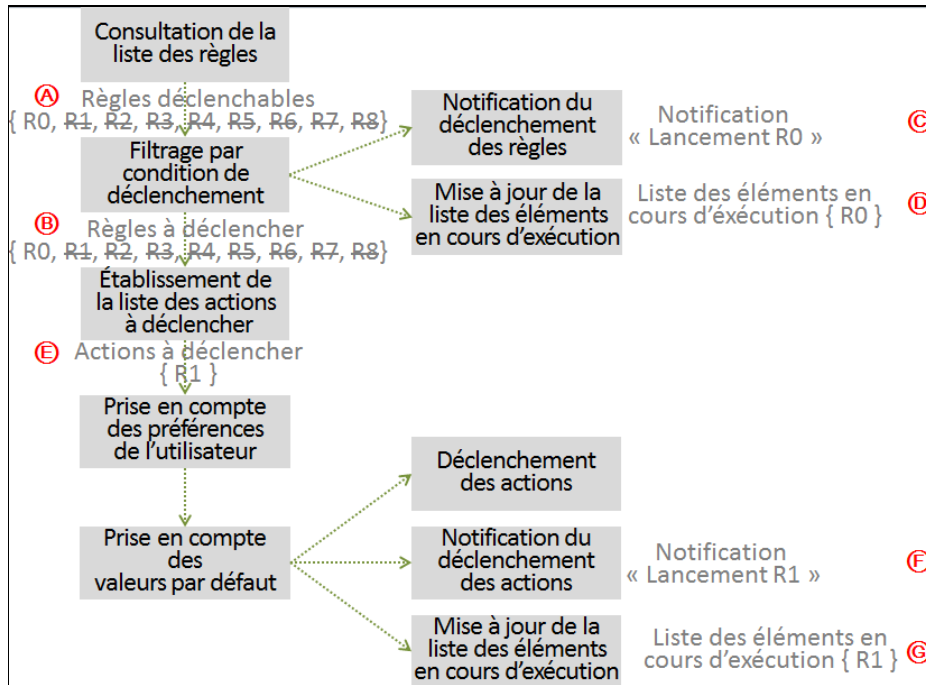 Consultation de la
liste des règles
Ⓐ Règles déclenchables
{ R0, R1, R2, R3, R4, R5, R6, R7, R8}
Filtrage par
condition de
déclenchement
Notification du
déclenchement
des règles
Notification
« Lancement R0 »
Ⓒ
Mise à jour de la
liste des éléments
en cours d'exécution
Liste des éléments en
cours d'éxécution { R0 }
Ⓓ
Ⓑ Règles à déclencher
{ R0, R1, R2, R3, R4, R5, R6, R7, R8}
Établissement de
la liste des actions
à déclencher
Ⓔ Actions à déclencher
{ R1 }
Prise en compte
des préférences
de l'utilisateur
Prise en compte
des
valeurs par défaut
Déclenchement
des actions
Notification du
déclenchement
des actions
Notification
« Lancement R1 »
Ⓕ
Mise à jour de la
liste des éléments
en cours d'exécution
Liste des éléments en
cours d'exécution { R1 }
Ⓖ